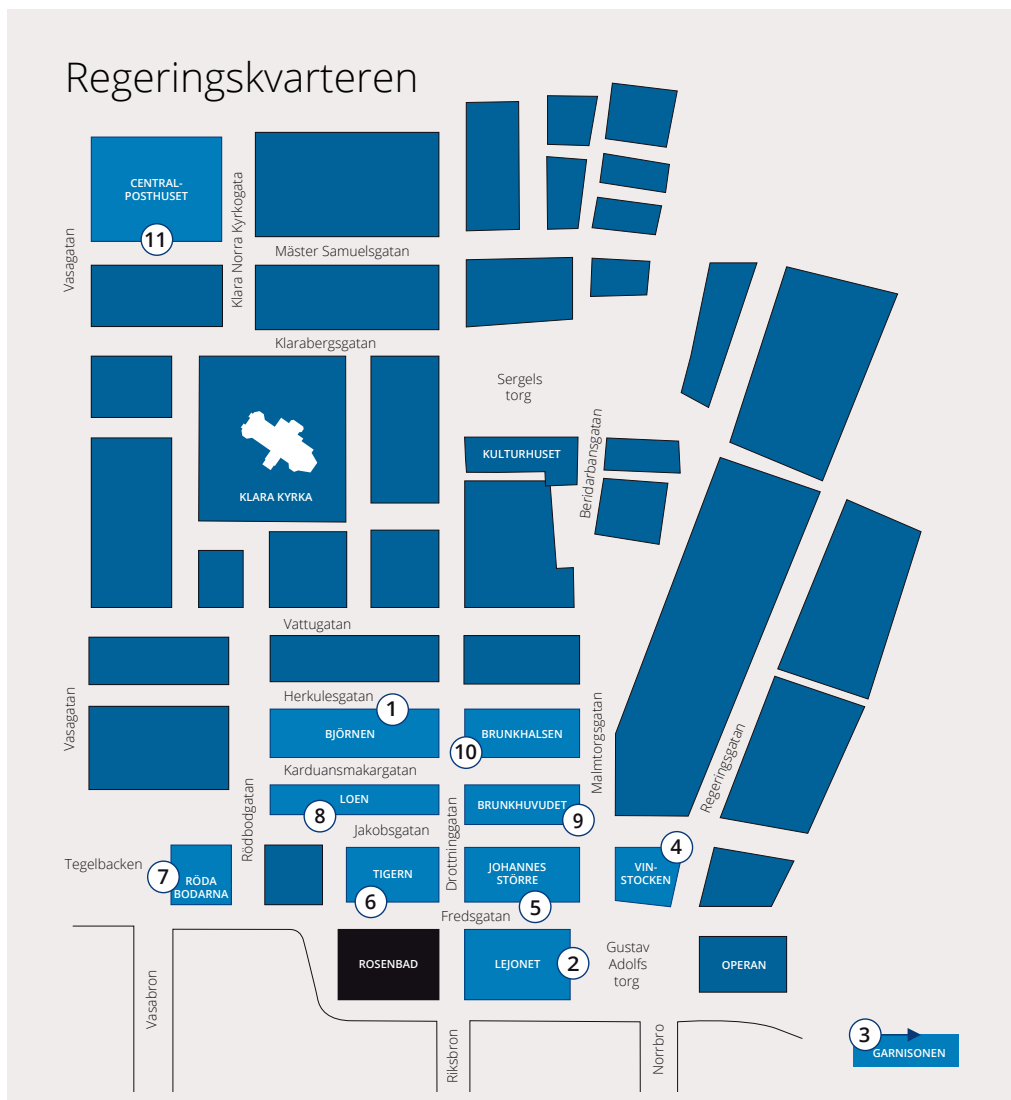 Regeringskvarteren
CENTRAL-
POSTHUSET
11
Vasagatan
Klara Norra Kyrkogata
Mäster Samuelsgatan
Klarabergsgatan
Sergels
torg
KULTURHUSET
Beridarbansgatan
KLARA KYRKA
Vattugatan
Herkulesgatan
1
BJÖRNEN
10
BRUNKHALSEN
Vasagatan
Malmtorgsgatan
Regeringsgatan
Karduansmakargatan
LOEN
8
BRUNKHUVUDET
9
Rödbodgatan
Jakobsgatan
Drottninggatan
Tegelbacken
7
RÖDA
BODARNA
TIGERN
6
JOHANNES
STÖRRE
5
4
VIN-
STOCKEN
Fredsgatan
ROSENBAD
LEJONET
2
Gustav
Adolfs
torg
OPERAN
Vasabron
Riksbron
Norrbro
3
GARNISONEN